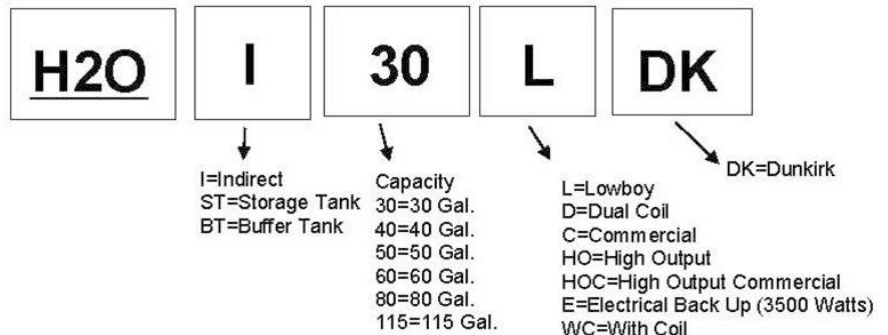 H2O I 30 L DK
I=Indirect
ST=Storage Tank
BT=Buffer Tank
Capacity
30=30 Gal.
40=40 Gal.
50=50 Gal.
60=60 Gal.
80=80 Gal.
115=115 Gal.
L=Lowboy
D=Dual Coil
C=Commercial
HO=High Output
HOC=High Output Commercial
E=Electrical Back Up (3500 Watts)
WC=With Coil
DK=Dunkirk